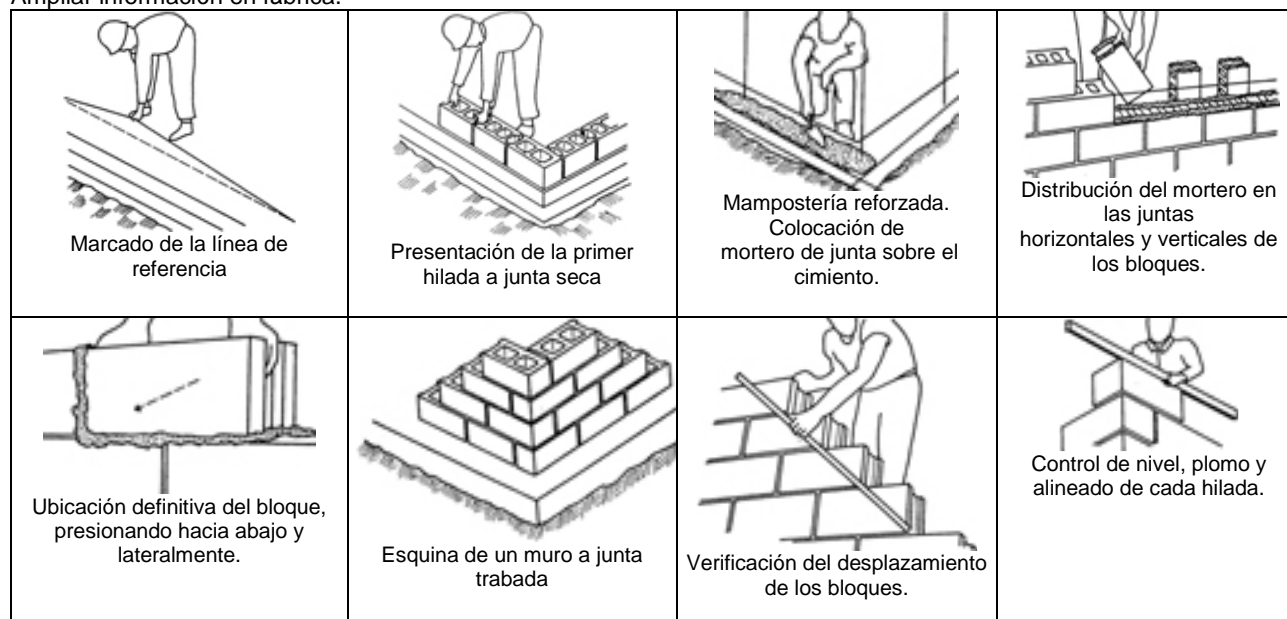 Ampliar información en fábrica.
Marcado de la línea de
referencia
Presentación de la primer
hilada a junta seca
Mampostería reforzada.
Colocación de
mortero de junta sobre el
cimiento.
Distribución del mortero en
las juntas
horizontales y verticales de
los bloques.
Ubicación definitiva del bloque,
presionando hacia abajo y
lateralmente.
Esquina de un muro a junta
trabada
Verificación del desplazamiento
de los bloques.
Control de nivel, plomo y
alineado de cada hilada.